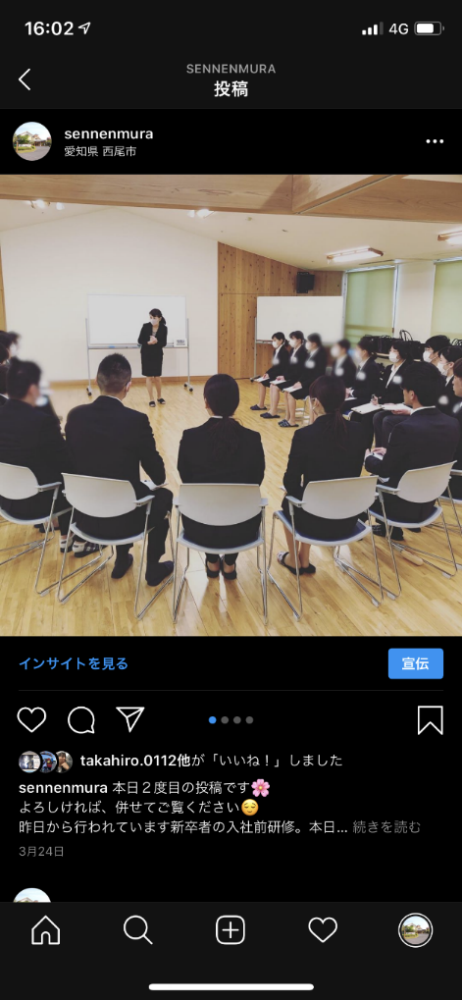 16:02
4G
SENNENMURA
投稿
sennenmura
愛知県 西尾市
インサイトを見る
宣伝
takahiro.0112他が「いいね！」しました
sennenmura 本日２度目の投稿です🌸
よろしければ、併せてご覧ください😌
昨日から行われています新卒者の入社前研修。本日... 続きを読む
3月24日